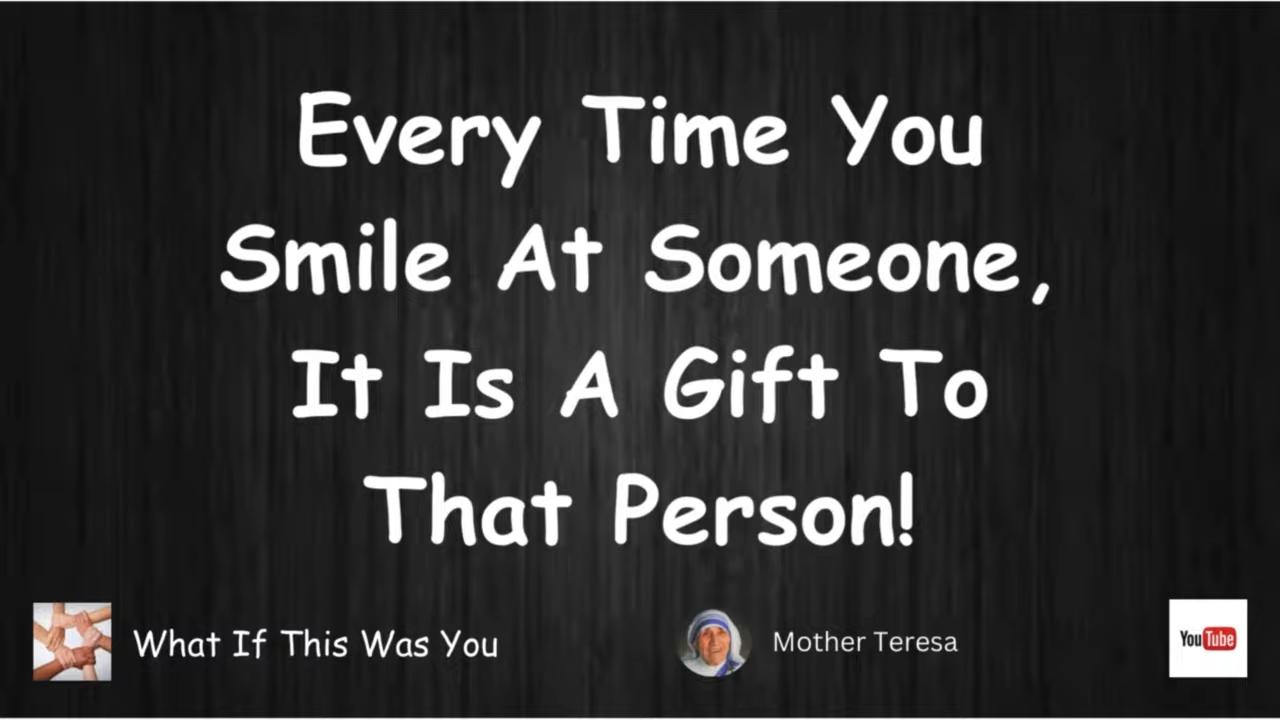 Every Time You
Smile At Someone,
It Is A Gift To
That Person!
What If This Was You
Mother Teresa
YouTube